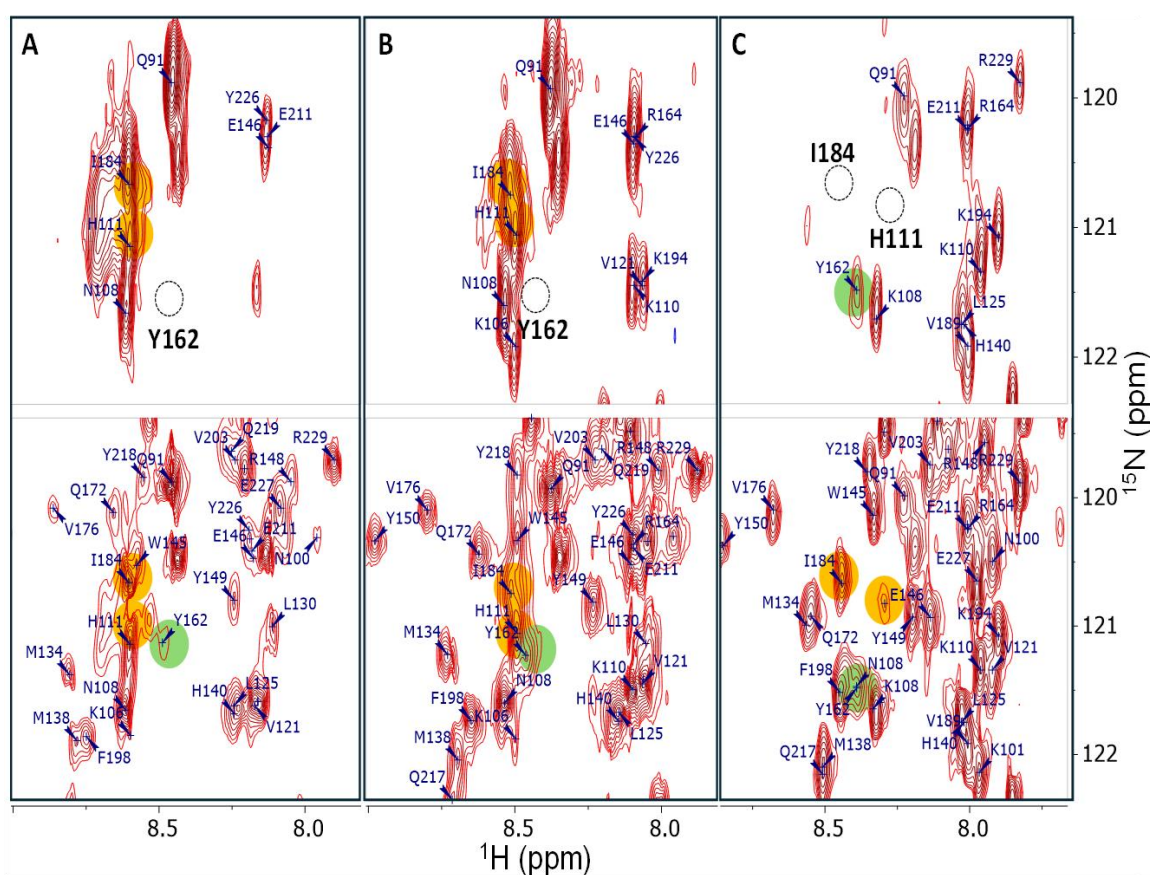 A
Q91
Y226
E211
E146
I184
H111
N108
Y162
B
Q91
E146
R164
Y226
I184
H111
N108
V121
K194
K106
K110
Y162
C
Q91
R229
E211
R164
I184
H111
K194
K110
Y162
K108
L125
V189
H140
120
121
122
V203
Q219
Y218
Q91
R148
R229
Q172
E227
V176
Y226
E211
W145
E146
N100
I184
Y149
L130
H111
Y162
M134
N108
H140
L125
K106
V121
M138
F198
V203
Y218
R148
R229
Q91
Q219
V176
W145
Y226
R164
Y150
Q172
E146
E211
I184
Y149
H111
L130
Y162
M134
K110
V121
N108
F198
K106
H140
L125
M138
Q217
Y218
V203
Q91
R148
R229
V176
W145
E211
R164
Y150
N100
I184
E227
E146
M134
K194
Q172
Y149
K110
V121
F198
N108
K108
Y162
L125
V189
H140
Q217
M138
K101
120
121
122
15N (ppm)
8.5
8.0
8.5
8.0
8.5
8.0
1H (ppm)